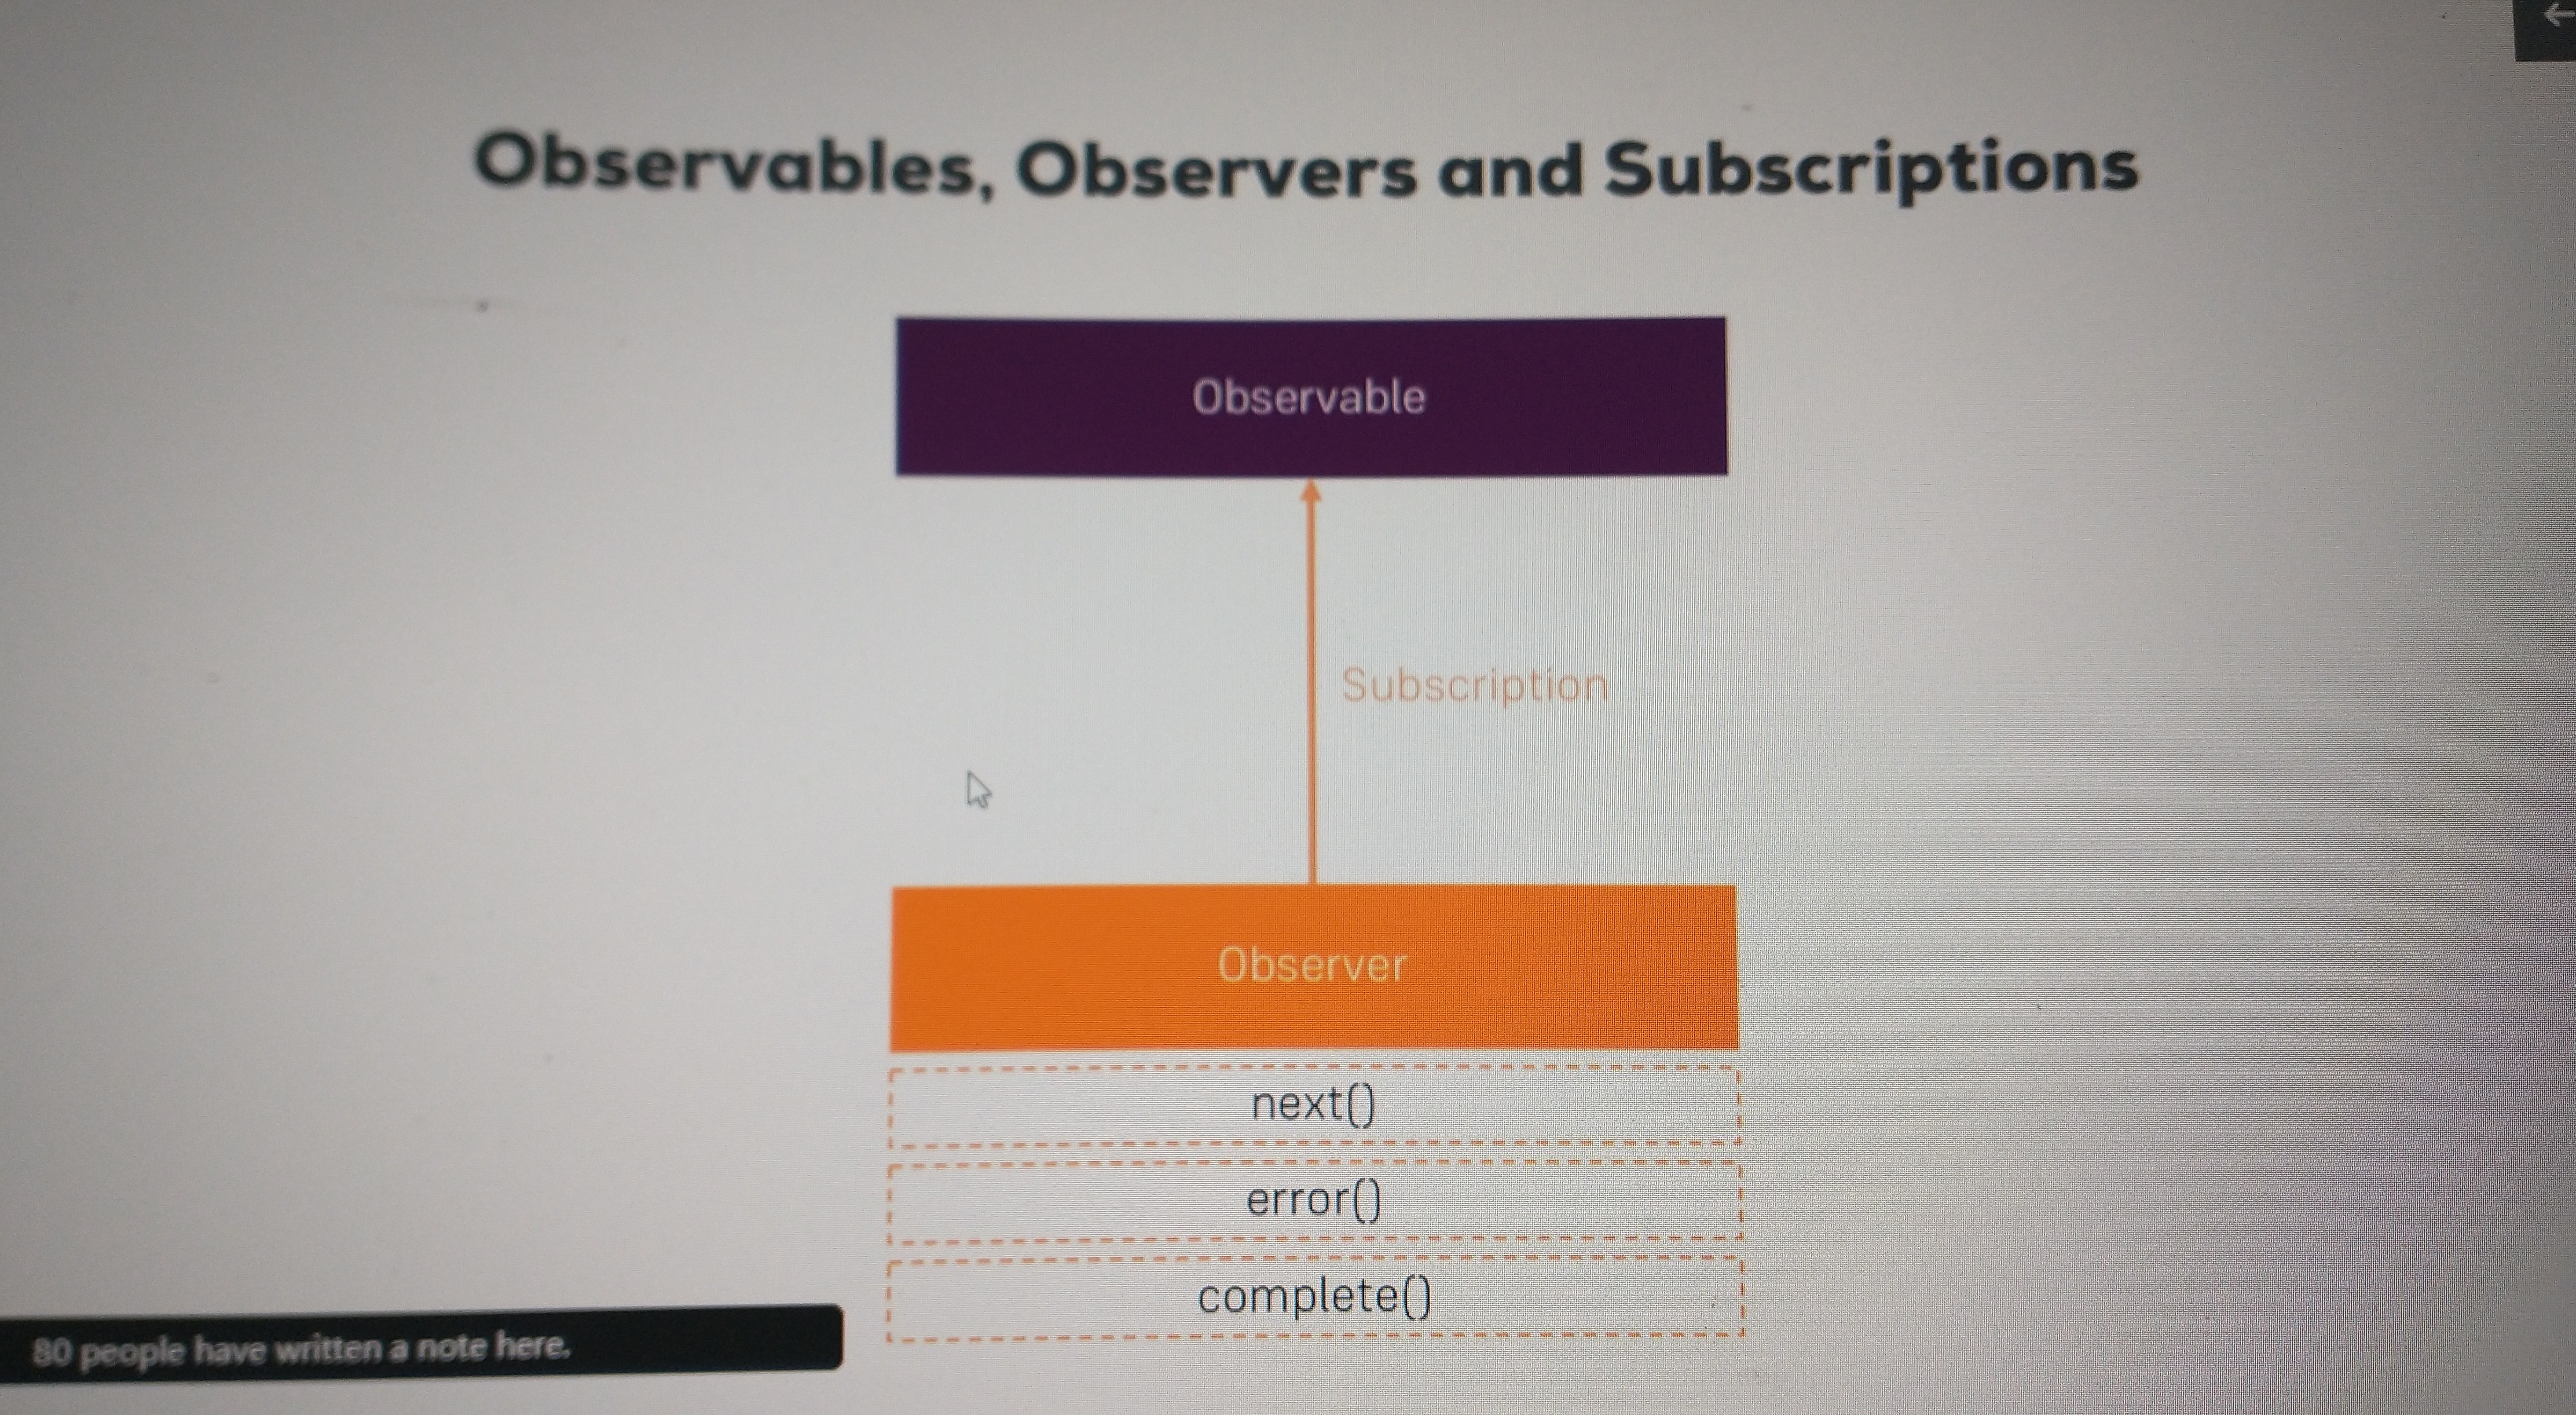 Observables, Observers and Subscriptions
Observable
Subscription
Observer
next()
error()
complete()
80 people have written a note here.